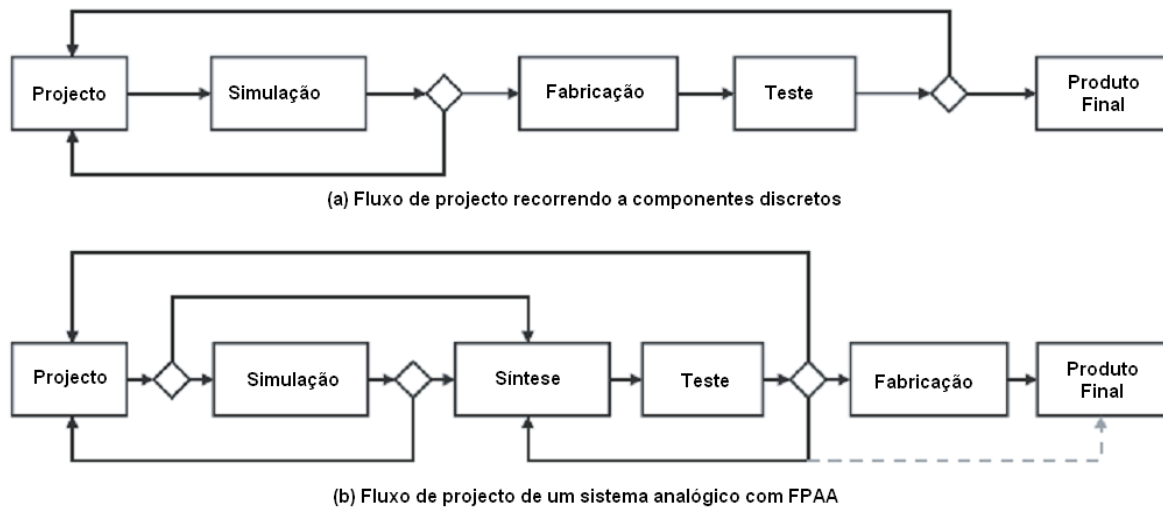 Projecto
Simulação
Fabricação
Teste
Produto
Final
(a) Fluxo de projecto recorrendo a componentes discretos
Projecto
Simulação
Síntese
Teste
Fabricação
Produto
Final
(b) Fluxo de projecto de um sistema analógico com FPAA